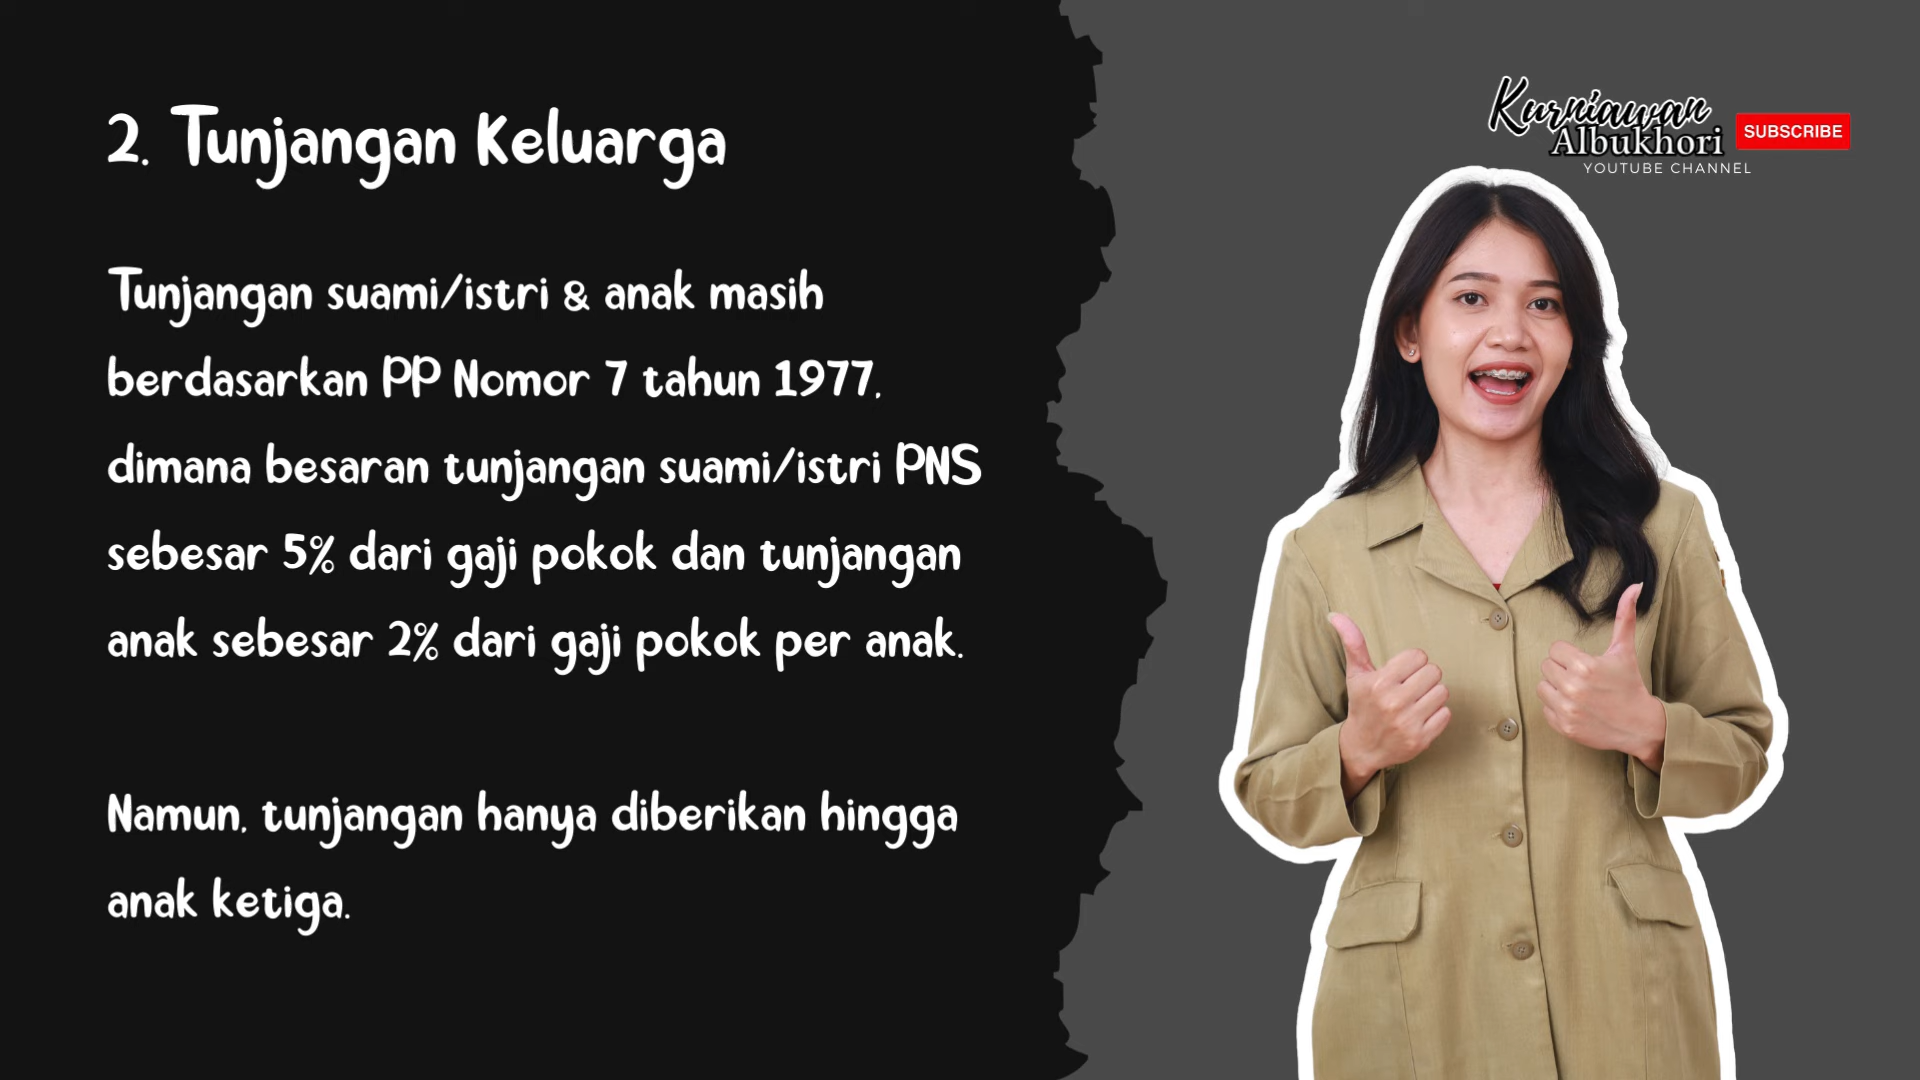 2. Tunjangan Keluarga
Tunjangan suami/istri & anak masih
berdasarkan PP Nomor 7 tahun 1977,
dimana besaran tunjangan suami/istri PNS
sebesar 5% dari gaji pokok dan tunjangan
anak sebesar 2% dari gaji pokok per anak.
Namun, tunjangan hanya diberikan hingga
anak ketiga.
Kurniawan
Albukhori
SUBSCRIBE
YOUTUBE CHANNEL